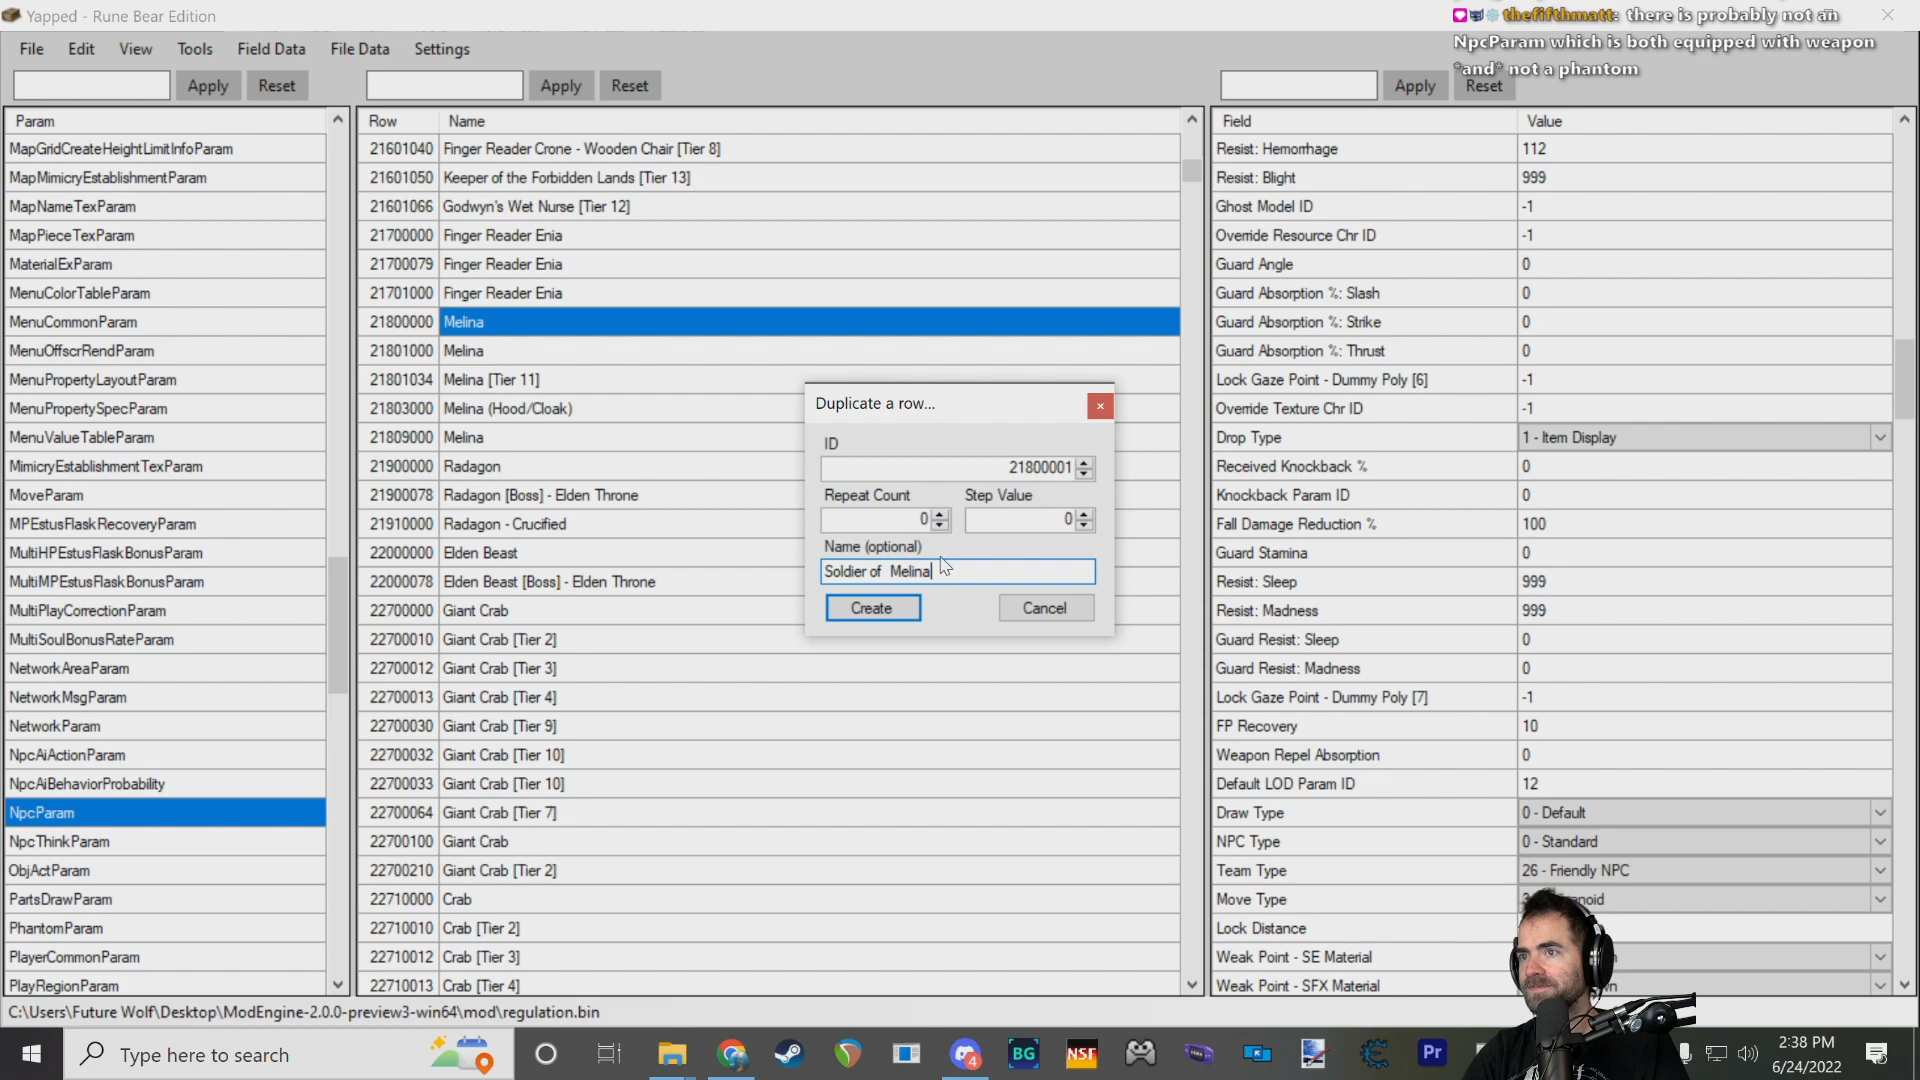 Yapped - Rune Bear Edition
thefifthmatt: there is probably not an
NpcParam which is both equipped with weapon
*and* not a phantom
File Edit View Tools Field Data File Data Settings
Apply Reset Apply Reset Apply Reset
Param
MapGridCreateHeightLimitInfoParam
MapMimicryEstablishmentParam
MapNameTexParam
MapPieceTexParam
MaterialExParam
MenuColorTableParam
MenuCommonParam
MenuOffscrRendParam
MenuPropertyLayoutParam
MenuPropertySpecParam
MenuValueTableParam
MimicryEstablishmentTexParam
MoveParam
MPEstusFlaskRecoveryParam
MultiHPEstusFlaskBonusParam
MultiMPEstusFlaskBonusParam
MultiPlayCorrectionParam
MultiSoulBonusRateParam
NetworkAreaParam
NetworkMsgParam
NetworkParam
NpcAiActionParam
NpcAiBehaviorProbability
NpcParam
NpcThinkParam
ObjActParam
PartsDrawParam
PhantomParam
PlayerCommonParam
PlayRegionParam
Row Name
21601040 Finger Reader Crone - Wooden Chair [Tier 8]
21601050 Keeper of the Forbidden Lands [Tier 13]
21601066 Godwyn's Wet Nurse [Tier 12]
21700000 Finger Reader Enia
21700079 Finger Reader Enia
21701000 Finger Reader Enia
21800000 Melina
21801000 Melina
21801034 Melina [Tier 11]
21803000 Melina (Hood/Cloak)
21809000 Melina
21900000 Radagon
21900078 Radagon [Boss] - Elden Throne
21910000 Radagon - Crucified
22000000 Elden Beast
22000078 Elden Beast [Boss] - Elden Throne
22700000 Giant Crab
22700010 Giant Crab [Tier 2]
22700012 Giant Crab [Tier 3]
22700013 Giant Crab [Tier 4]
22700030 Giant Crab [Tier 9]
22700032 Giant Crab [Tier 10]
22700033 Giant Crab [Tier 10]
22700064 Giant Crab [Tier 7]
22700100 Giant Crab
22700210 Giant Crab [Tier 2]
22710000 Crab
22710010 Crab [Tier 2]
22710012 Crab [Tier 3]
22710013 Crab [Tier 4]
Duplicate a row...
ID
21800001
Repeat Count Step Value
0 0
Name (optional)
Soldier of  Melina
Create Cancel
Field Value
Resist: Hemorrhage 112
Resist: Blight 999
Ghost Model ID -1
Override Resource Chr ID -1
Guard Angle 0
Guard Absorption %: Slash 0
Guard Absorption %: Strike 0
Guard Absorption %: Thrust 0
Lock Gaze Point - Dummy Poly [6] -1
Override Texture Chr ID -1
Drop Type 1 - Item Display
Received Knockback % 0
Knockback Param ID 0
Fall Damage Reduction % 100
Guard Stamina 0
Resist: Sleep 999
Resist: Madness 999
Guard Resist: Sleep 0
Guard Resist: Madness 0
Lock Gaze Point - Dummy Poly [7] -1
FP Recovery 10
Weapon Repel Absorption 0
Default LOD Param ID 12
Draw Type 0 - Default
NPC Type 0 - Standard
Team Type 26 - Friendly NPC
Move Type
Lock Distance
Weak Point - SE Material
Weak Point - SFX Material
C:\Users\Future Wolf\Desktop\ModEngine-2.0.0-preview3-win64\mod\regulation.bin
Type here to search
4
BG
NSF
Pr
2:38 PM
6/24/2022